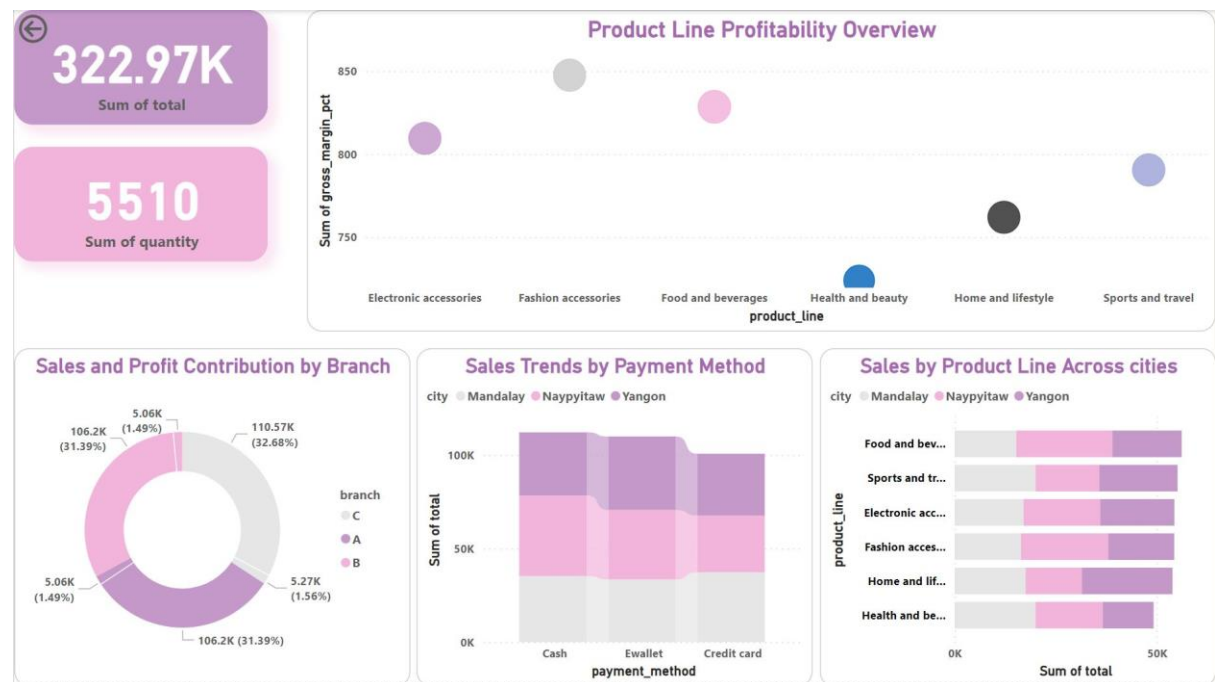 322.97K
Sum of total
5510
Sum of quantity
Product Line Profitability Overview
Sum of gross_margin_pct
850
800
750
Electronic accessories
Fashion accessories
Food and beverages
Health and beauty
Home and lifestyle
Sports and travel
product_line
Sales and Profit Contribution by Branch
5.06K
(1.49%)
106.2K
(31.39%)
110.57K
(32.68%)
5.06K
(1.49%)
5.27K
(1.56%)
106.2K (31.39%)
branch
C
A
B
Sales Trends by Payment Method
city Mandalay Naypyitaw Yangon
Sum of total
100K
50K
0K
Cash
Ewallet
Credit card
payment_method
Sales by Product Line Across cities
city Mandalay Naypyitaw Yangon
product_line
Food and bev...
Sports and tr...
Electronic acc...
Fashion acces...
Home and lif...
Health and be...
0K
50K
Sum of total